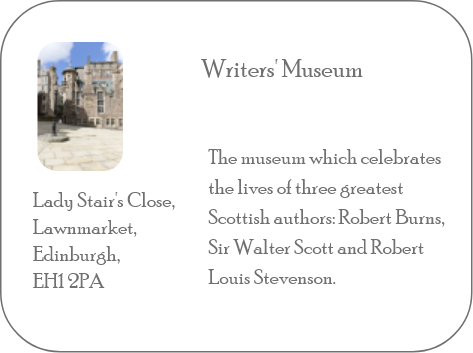 Writers' Museum
The museum which celebrates
the lives of three greatest
Scottish authors: Robert Burns,
Sir Walter Scott and Robert
Louis Stevenson.
Lady Stair's Close,
Lawnmarket,
Edinburgh,
EH1 2PA